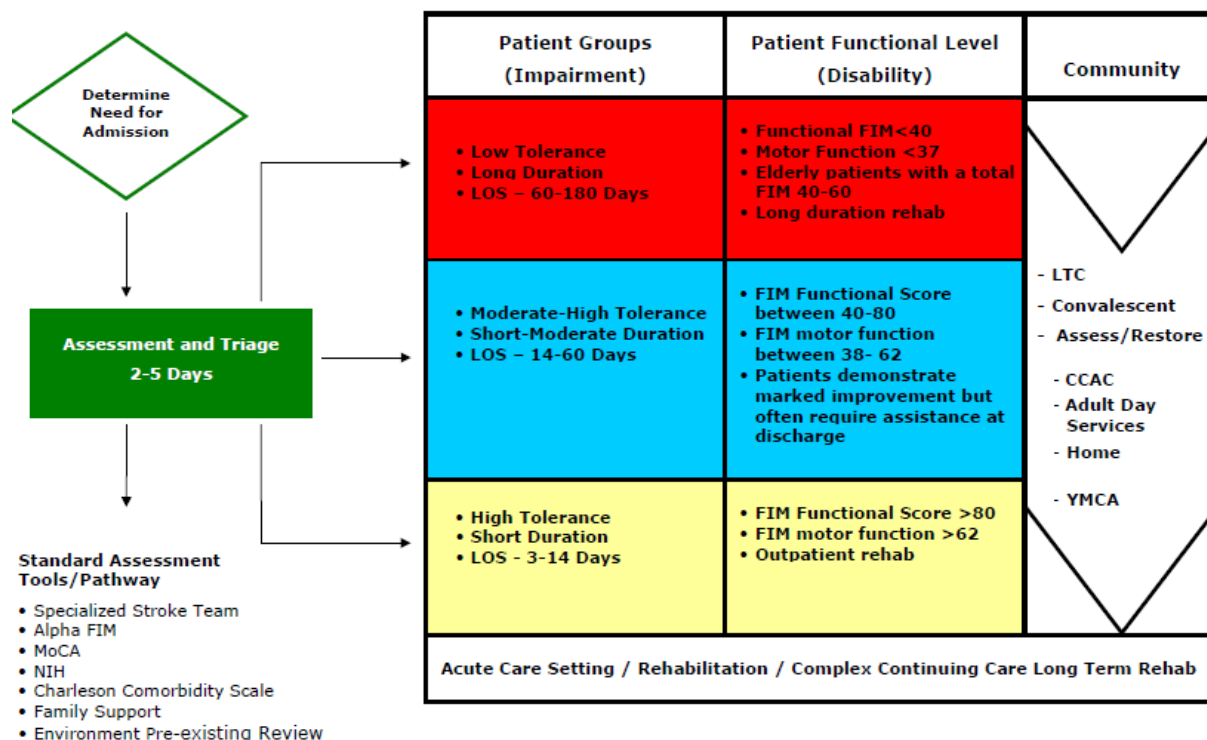 Determine
Need for
Admission
Assessment and Triage
2-5 Days
Standard Assessment
Tools/Pathway
• Specialized Stroke Team
• Alpha FIM
• MoCA
• NIH
• Charleson Comorbidity Scale
• Family Support
• Environment Pre-existing Review
Patient Groups
(Impairment)
Patient Functional Level
(Disability)
Community
• Low Tolerance
• Long Duration
• LOS – 60-180 Days
• Functional FIM<40
• Motor Function <37
• Elderly patients with a total
FIM 40-60
• Long duration rehab
• Moderate-High Tolerance
• Short-Moderate Duration
• LOS – 14-60 Days
• FIM Functional Score
between 40-80
• FIM motor function
between 38- 62
• Patients demonstrate
marked improvement but
often require assistance at
discharge
• High Tolerance
• Short Duration
• LOS - 3-14 Days
• FIM Functional Score >80
• FIM motor function >62
• Outpatient rehab
- LTC
- Convalescent
- Assess/Restore
- CCAC
- Adult Day
Services
- Home
- YMCA
Acute Care Setting / Rehabilitation / Complex Continuing Care Long Term Rehab